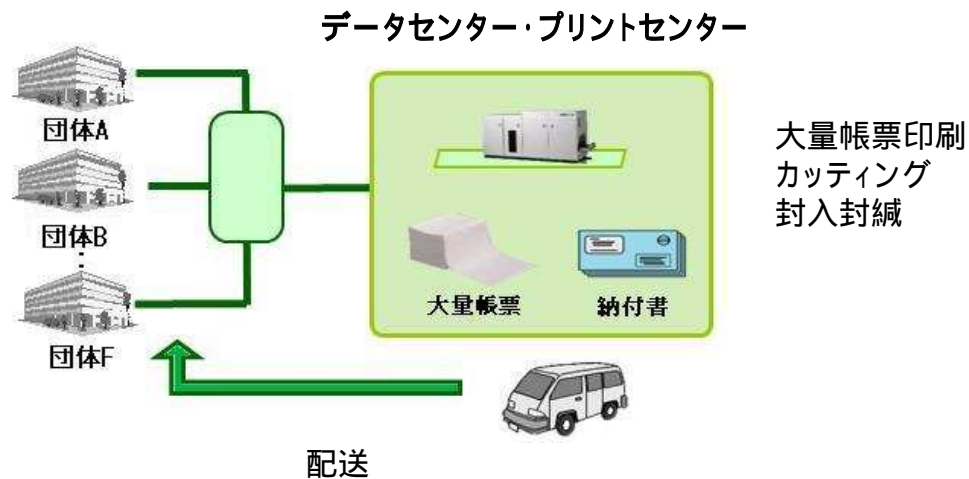 データセンター・プリントセンター
団体A
団体B
団体F
大量帳票
納付書
大量帳票印刷
カッティング
封入封緘
配送